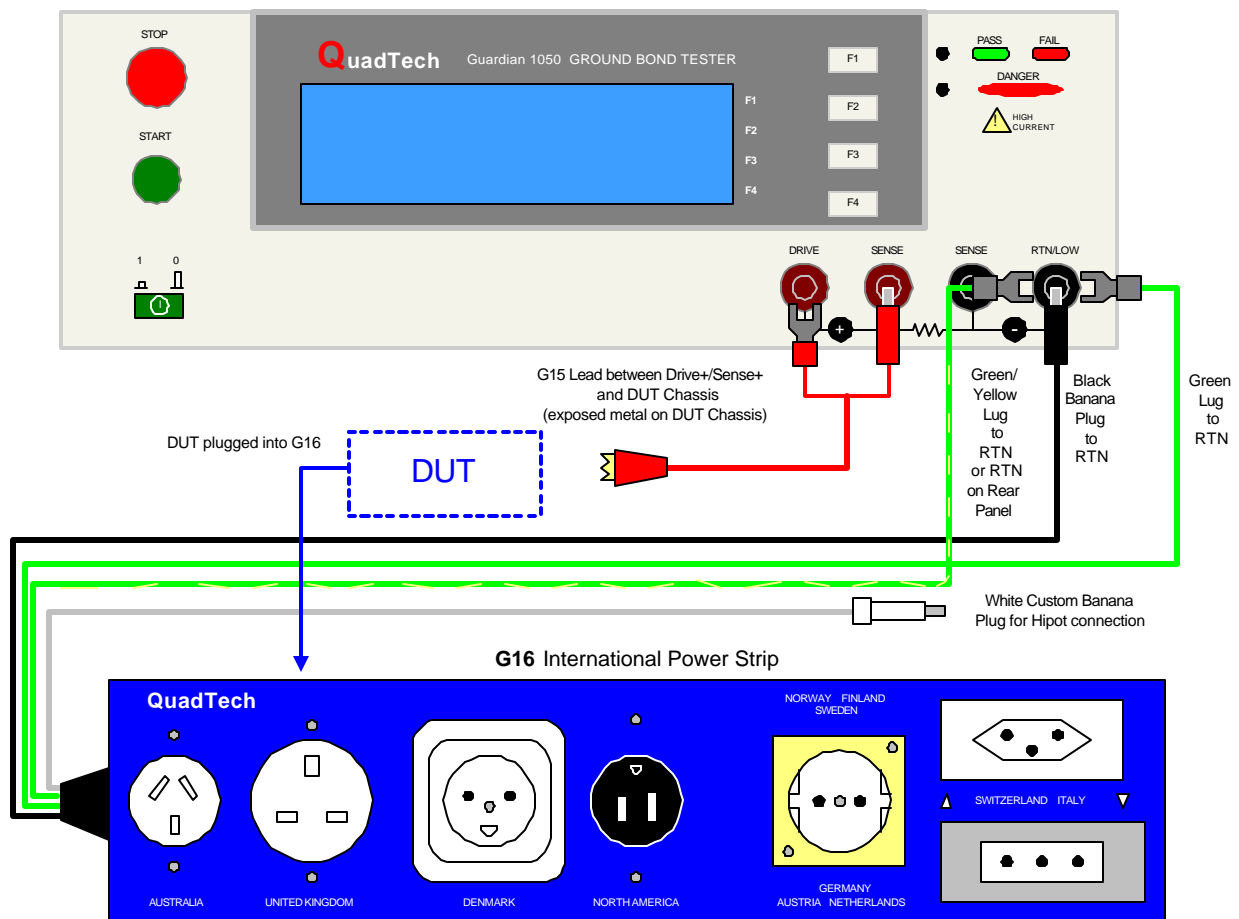 STOP
START
1 0
QuadTech Guardian 1050 GROUND BOND TESTER
F1
F2
F3
F4
F1
F2
F3
F4
PASS FAIL
DANGER
!
HIGH
CURRENT
DRIVE SENSE SENSE RTN/LOW
+
-
G15 Lead between Drive+/Sense+
and DUT Chassis
(exposed metal on DUT Chassis)
Green/
Yellow
Lug
to
RTN
or RTN
on Rear
Panel
Black
Banana
Plug
to
RTN
Green
Lug
to
RTN
DUT plugged into G16
DUT
White Custom Banana
Plug for Hipot connection
G16 International Power Strip
QuadTech
NORWAY FINLAND
SWEDEN
SWITZERLAND ITALY
AUSTRALIA
UNITED KINGDOM
DENMARK
NORTH AMERICA
GERMANY
AUSTRIA NETHERLANDS